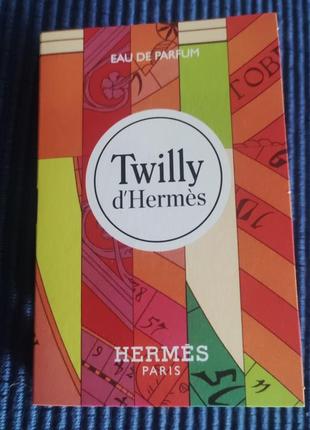 EAU DE PARFUM
Twilly
d'Hermès
HERMÈS
PARIS